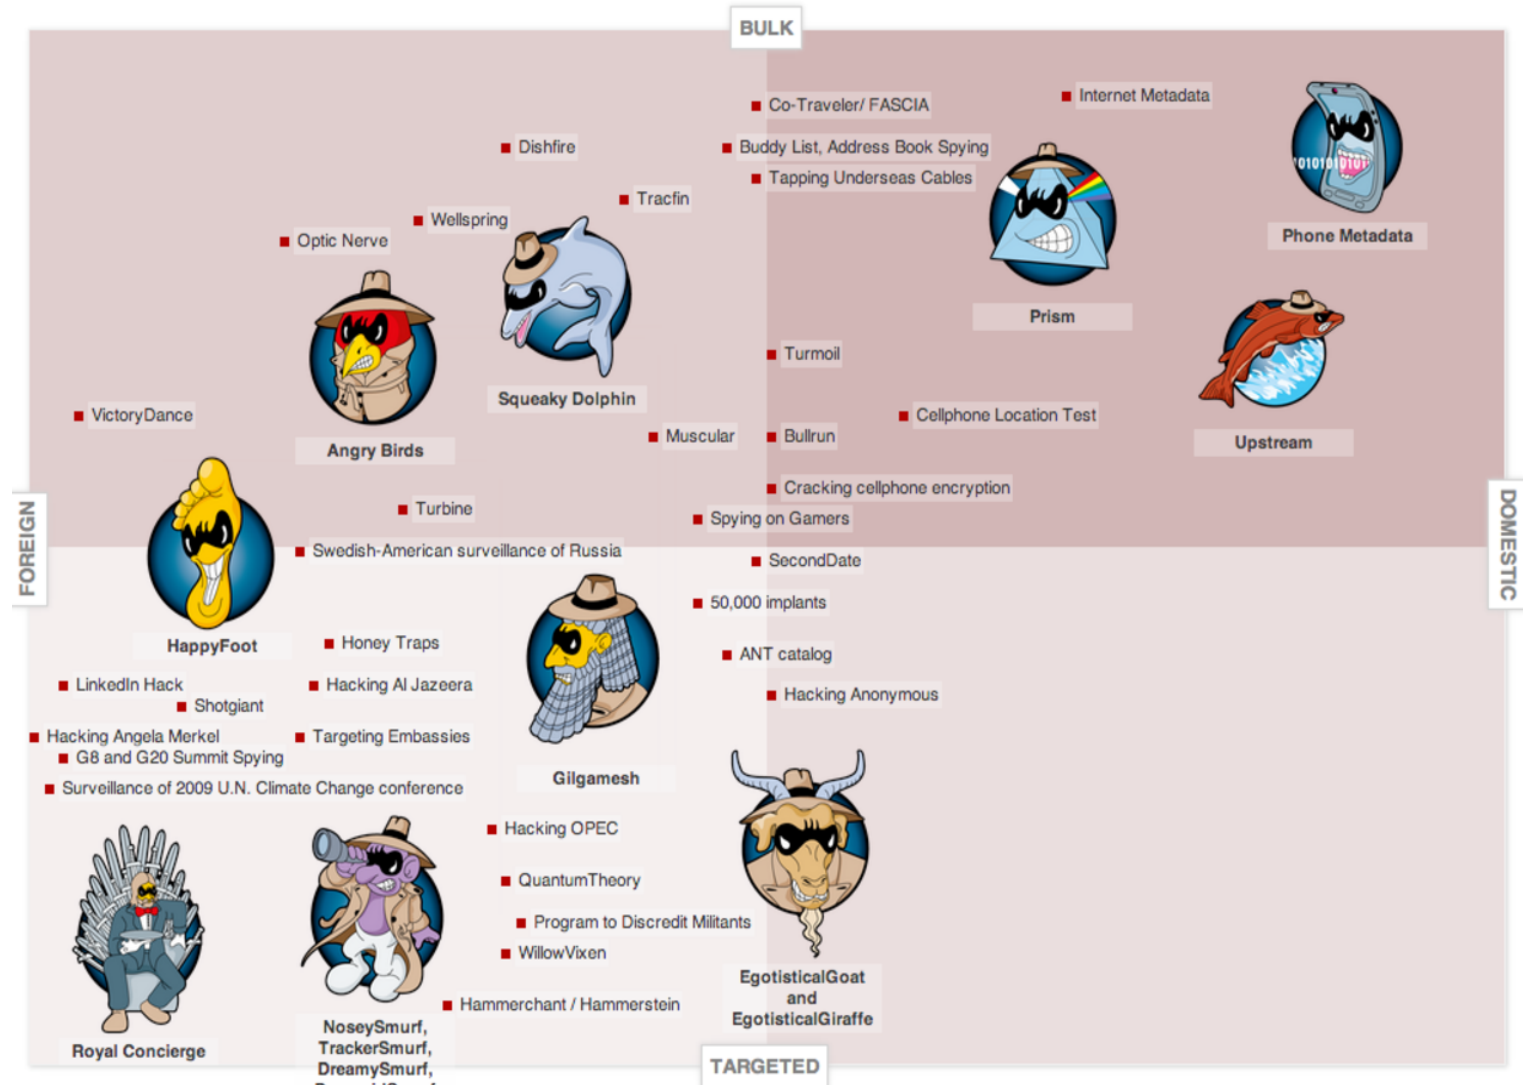 BULK
Co-Traveler/ FASCIA
Internet Metadata
Dishfire
Buddy List, Address Book Spying
Tapping Underseas Cables
10101010101
Tracfin
Wellspring
Phone Metadata
Optic Nerve
Prism
Turmoil
Squeaky Dolphin
VictoryDance
Cellphone Location Test
Muscular
Bullrun
Upstream
Angry Birds
Cracking cellphone encryption
Turbine
Spying on Gamers
FOREIGN
DOMESTIC
Swedish-American surveillance of Russia
SecondDate
50,000 implants
HappyFoot
Honey Traps
ANT catalog
LinkedIn Hack
Hacking Al Jazeera
Hacking Anonymous
Shotgiant
Hacking Angela Merkel
Targeting Embassies
G8 and G20 Summit Spying
Gilgamesh
Surveillance of 2009 U.N. Climate Change conference
Hacking OPEC
QuantumTheory
Program to Discredit Militants
WillowVixen
EgotisticalGoat
and
EgotisticalGiraffe
Hammerchant / Hammerstein
NoseySmurf,
TrackerSmurf,
DreamySmurf,
Royal Concierge
TARGETED